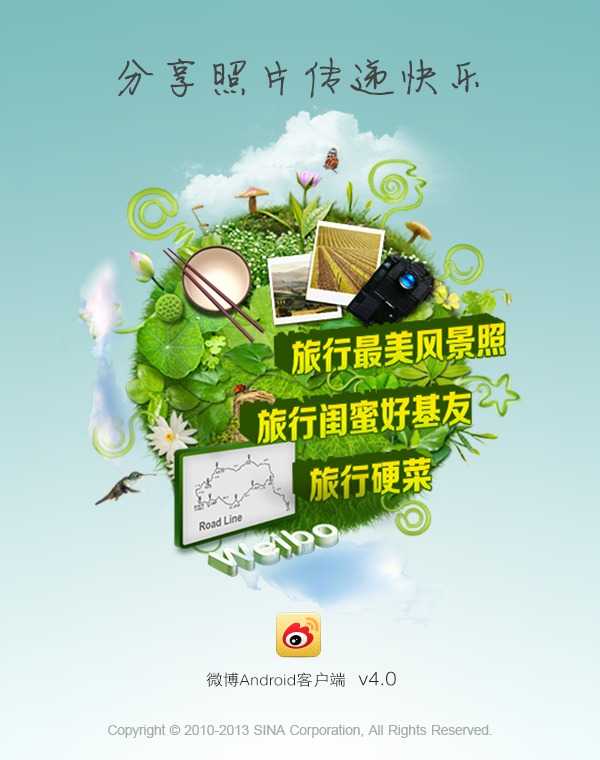 分享照片传递快乐
旅行最美风景照
旅行闺蜜好基友
旅行硬菜
Road Line
Weibo
微博Android客户端 v4.0
Copyright © 2010-2013 SINA Corporation, All Rights Reserved.